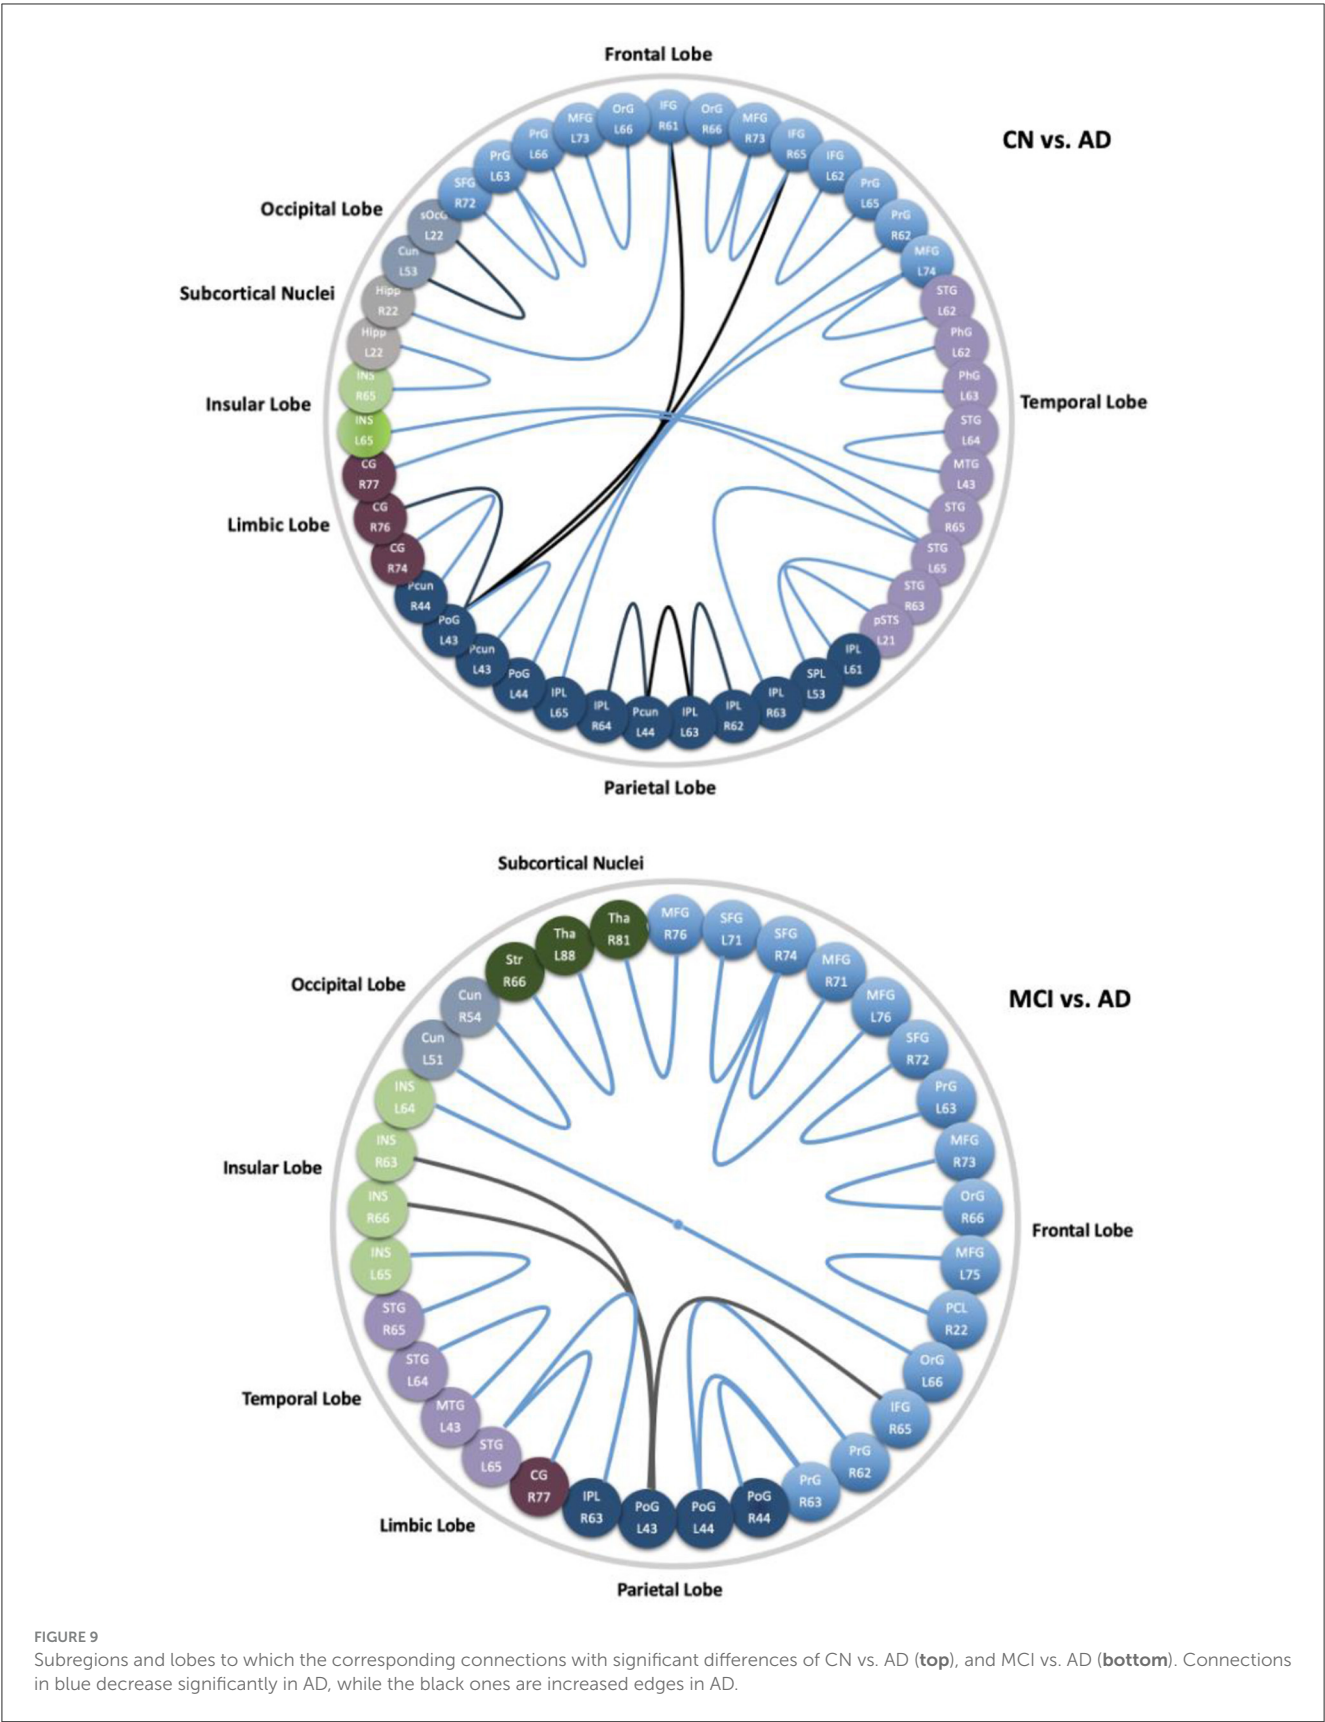 Frontal Lobe
CN vs. AD
IFG
R61
OrG
R66
MFG
R73
IFG
R65
IFG
L62
PrG
L65
PrG
R62
MFG
L74
STG
L62
PhG
L62
PhG
L63
STG
L64
MTG
L43
STG
R65
STG
L65
STG
R63
pSTS
L21
IPL
L61
SPL
L53
IPL
R63
IPL
R62
IPL
L63
Pcun
L44
IPL
R64
IPL
L65
PoG
L44
Pcun
L43
PoG
L43
Pcun
R44
CG
R74
CG
R76
CG
R77
INS
L65
INS
R65
Hipp
L22
Hipp
R22
Cun
L53
sOcG
L22
SFG
R72
PrG
L63
PrG
L66
MFG
L73
OrG
L66
Occipital Lobe
Subcortical Nuclei
Insular Lobe
Temporal Lobe
Limbic Lobe
Parietal Lobe
Subcortical Nuclei
MCI vs. AD
MFG
R76
SFG
L71
SFG
R74
MFG
R71
MFG
L76
SFG
R72
PrG
L63
MFG
R73
OrG
R66
MFG
L75
PCL
R22
OrG
L66
IFG
R65
PrG
R62
PrG
R63
PoG
R44
PoG
L44
PoG
L43
IPL
R63
CG
R77
STG
L65
MTG
L43
STG
L64
STG
R65
INS
L65
INS
R66
INS
R63
INS
L64
Cun
L51
Cun
R54
Str
R66
Tha
L88
Tha
R81
Occipital Lobe
Insular Lobe
Frontal Lobe
Temporal Lobe
Limbic Lobe
Parietal Lobe
FIGURE 9
Subregions and lobes to which the corresponding connections with significant differences of CN vs. AD (top), and MCI vs. AD (bottom). Connections
in blue decrease significantly in AD, while the black ones are increased edges in AD.